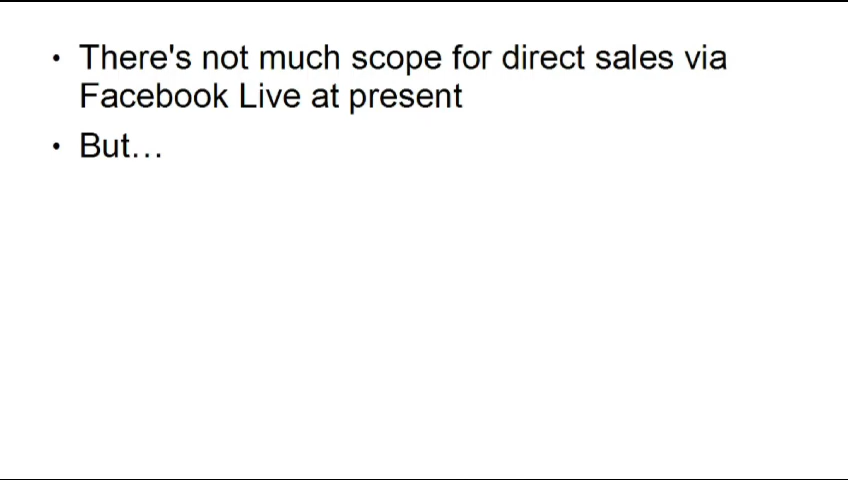 • There's not much scope for direct sales via
Facebook Live at present
• But…